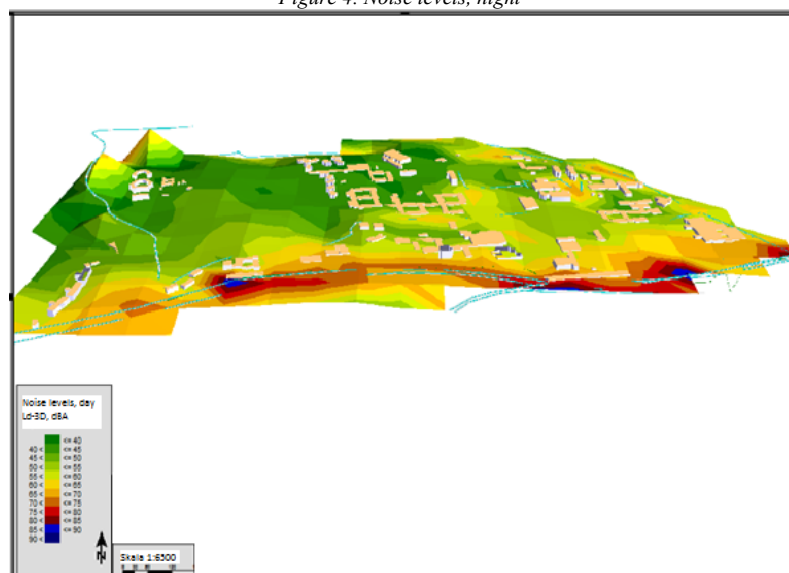 Figure 4. Noise levels, night
Noise levels, day
Ld-3D, dBA
<= 40
40 < <= 45
45 < <= 50
50 < <= 55
55 < <= 60
60 < <= 65
65 < <= 70
70 < <= 75
75 < <= 80
80 < <= 85
85 < <= 90
90 <
N
Skala 1:6500